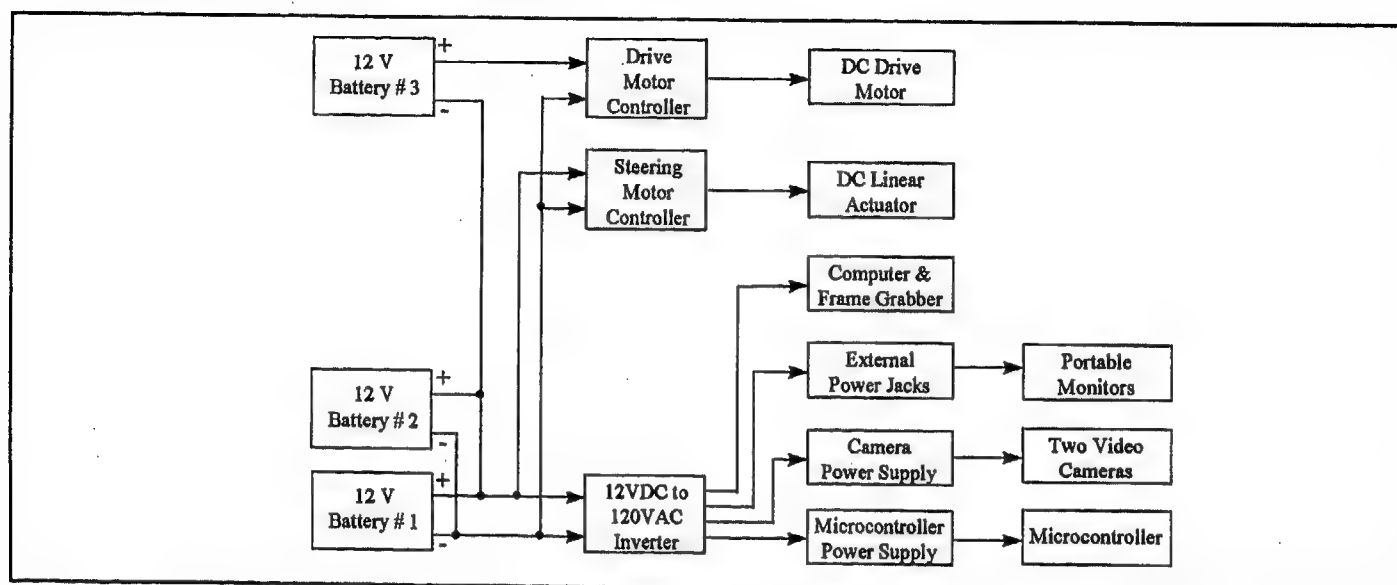 12 V
Battery # 3
+
-
Drive
Motor
Controller
DC Drive
Motor
Steering
Motor
Controller
DC Linear
Actuator
Computer &
Frame Grabber
External
Power Jacks
Portable
Monitors
12 V
Battery # 2
+
-
Camera
Power Supply
Two Video
Cameras
12 V
Battery # 1
+
-
12VDC to
120VAC
Inverter
Microcontroller
Power Supply
Microcontroller